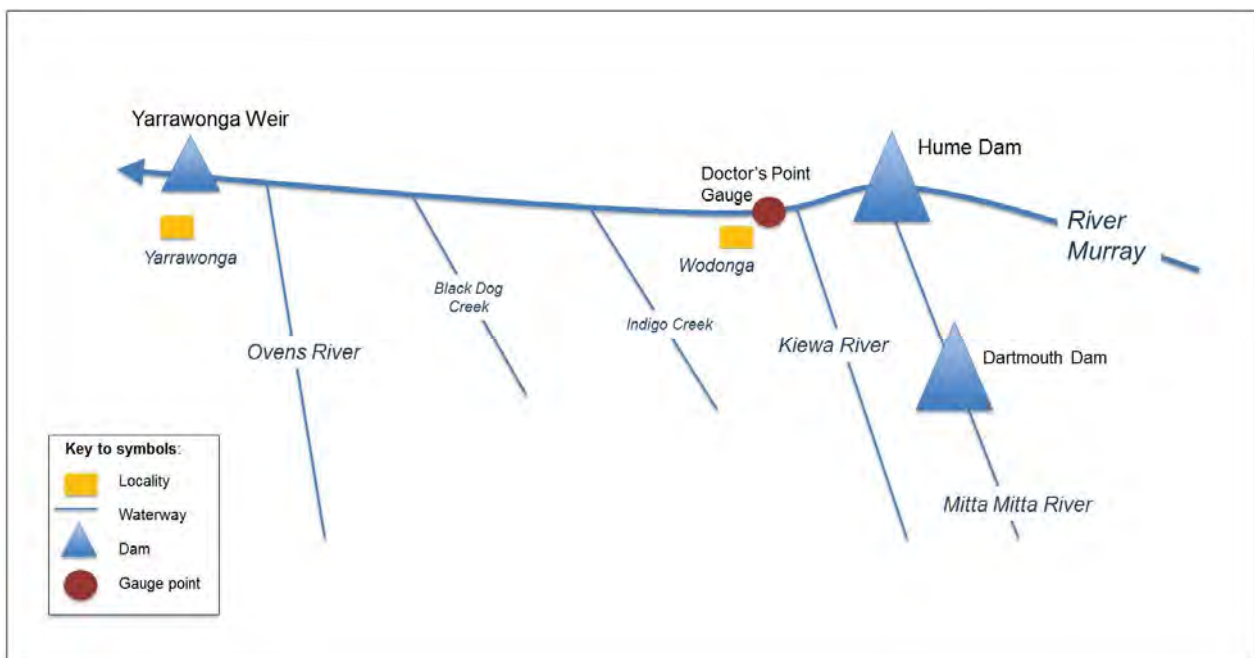 Yarrawonga Weir
Hume Dam
Doctor's Point
Gauge
River
Murray
Yarrawonga
Wodonga
Black Dog
Creek
Indigo Creek
Ovens River
Kiewa River
Dartmouth Dam
Mitta Mitta River
Key to symbols:
Locality
Waterway
Dam
Gauge point